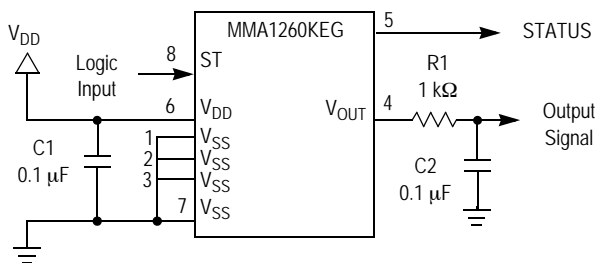 MMA1260KEG
5
STATUS
V_DD
8
ST
Logic
Input
R1
1 kΩ
6
V_DD
V_OUT
4
Output
Signal
1
V_SS
2
V_SS
3
V_SS
C1
0.1 μF
7
V_SS
C2
0.1 μF